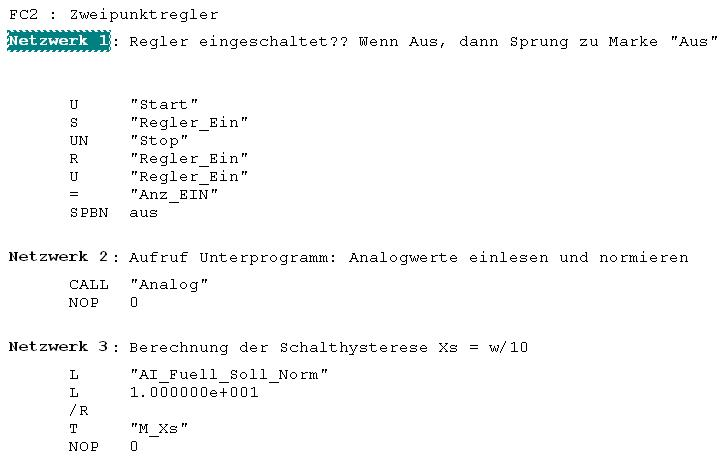 FC2 : Zweipunktregler
Netzwerk 1: Regler eingeschaltet?? Wenn Aus, dann Sprung zu Marke "Aus"
U "Start"
S "Regler_Ein"
UN "Stop"
R "Regler_Ein"
U "Regler_Ein"
= "Anz_EIN"
SPBN aus
Netzwerk 2: Aufruf Unterprogramm: Analogwerte einlesen und normieren
CALL "Analog"
NOP 0
Netzwerk 3: Berechnung der Schalthysterese Xs = w/10
L "AI_Fuell_Soll_Norm"
L 1.000000e+001
/R
T "M_Xs"
NOP 0